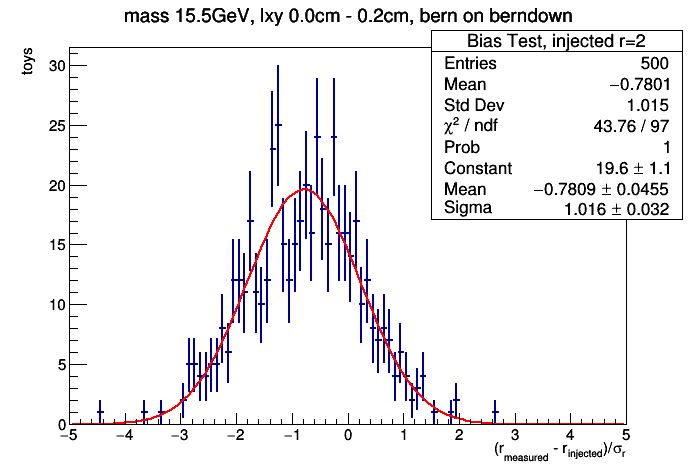 mass 15.5GeV, lxy 0.0cm - 0.2cm, bern on berndown
toys
Bias Test, injected r=2
Entries 500
Mean −0.7801
Std Dev 1.015
χ² / ndf 43.76 / 97
Prob 1
Constant 19.6 ± 1.1
Mean −0.7809 ± 0.0455
Sigma 1.016 ± 0.032
30
25
20
15
10
5
0
−5 −4 −3 −2 −1 0 1 2 3 4 5
(r_measured - r_injected)/σ_r